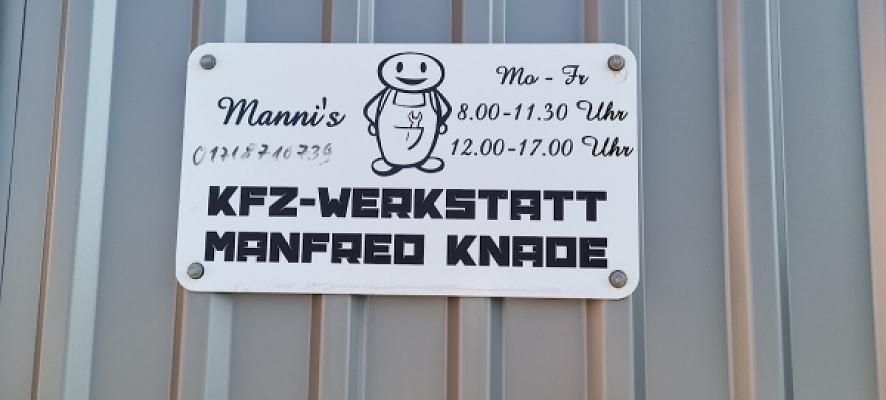 Manni's
01718710739
Mo - Fr
8.00-11.30 Uhr
12.00-17.00 Uhr
KFZ-WERKSTATT
MANFRED KNADE